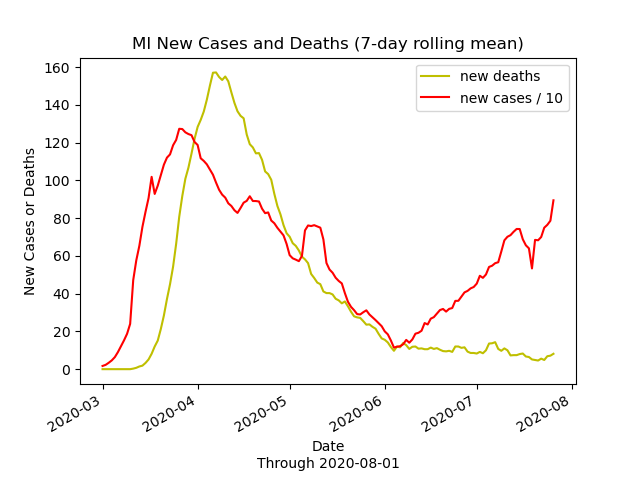 MI New Cases and Deaths (7-day rolling mean)
new deaths
new cases / 10
160
140
120
100
80
60
40
20
0
New Cases or Deaths
2020-03
2020-04
2020-05
2020-06
2020-07
2020-08
Date
Through 2020-08-01